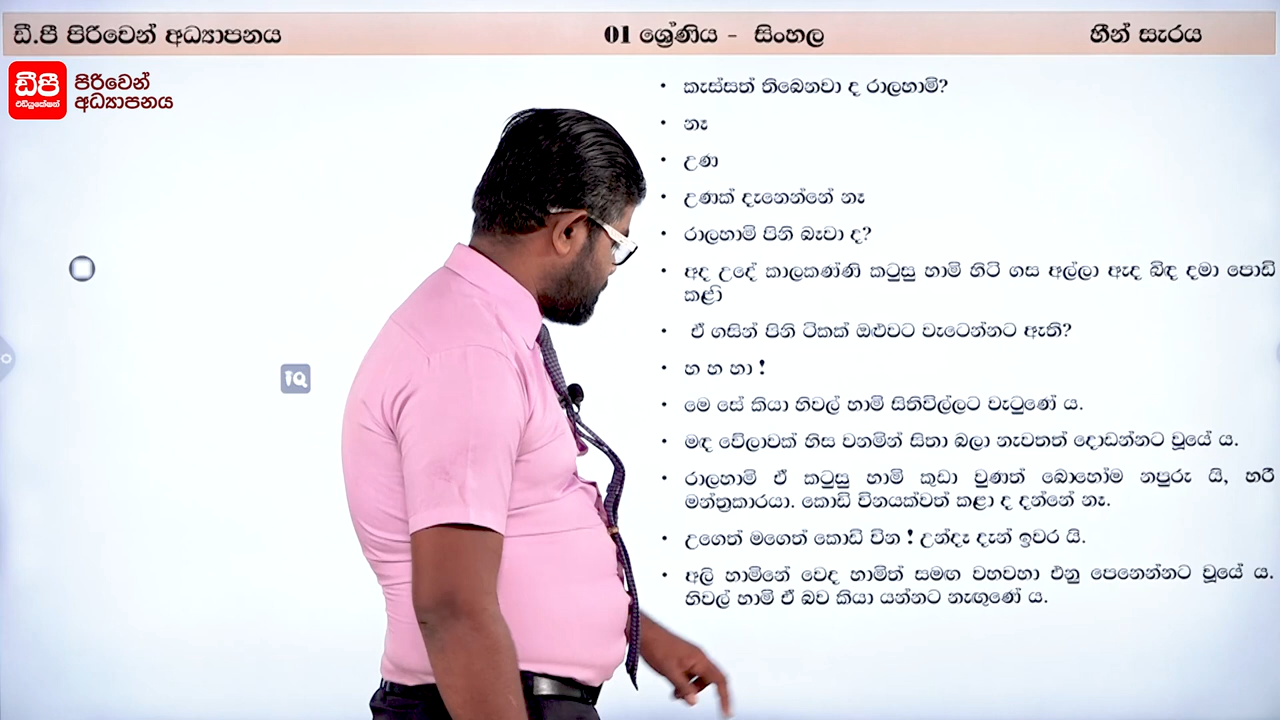 ඩී.පී පිරිවෙන් අධ්‍යාපනය
01 ශ්‍රේණිය - සිංහල
හීන් සැරය
ඩීපී
එඩියුකේෂන්
පිරිවෙන්
අධ්‍යාපනය
• කැස්සත් තිබෙනවා ද රාලහාමි?
• නෑ
• උණ
• උණක් දැනෙන්නේ නෑ
• රාලහාමි පිනි බෑවා ද?
• අද උදේ කාලකණ්ණි කටුසු හාමි හිටි ගස අල්ලා ඇද බිඳ දමා පොඩි
කළා
• ඒ ගසින් පිනි ටිකක් ඔළුවට වැටෙන්නට ඇති?
• හ හ හා !
• මෙ සේ කියා හිවල් හාමි සිතිවිල්ලට වැටුණේ ය.
• මඳ වේලාවක් හිස වනමින් සිතා බලා නැවතත් දොඩන්නට වූයේ ය.
• රාලහාමි ඒ කටුසු හාමි කුඩා වුණත් බොහෝම නපුරු යි, හරි
මන්ත්‍රකාරයා. කොඩි විනයක්වත් කළා ද දන්නේ නෑ.
• උගෙත් මගෙත් කොඩි වින ! උන්දෑ දැන් ඉවර යි.
• අලි හාමිනේ වෙද හාමිත් සමඟ වහවහා එනු පෙනෙන්නට වූයේ ය.
හිවල් හාමි ඒ බව කියා යන්නට නැඟුණේ ය.
IQ